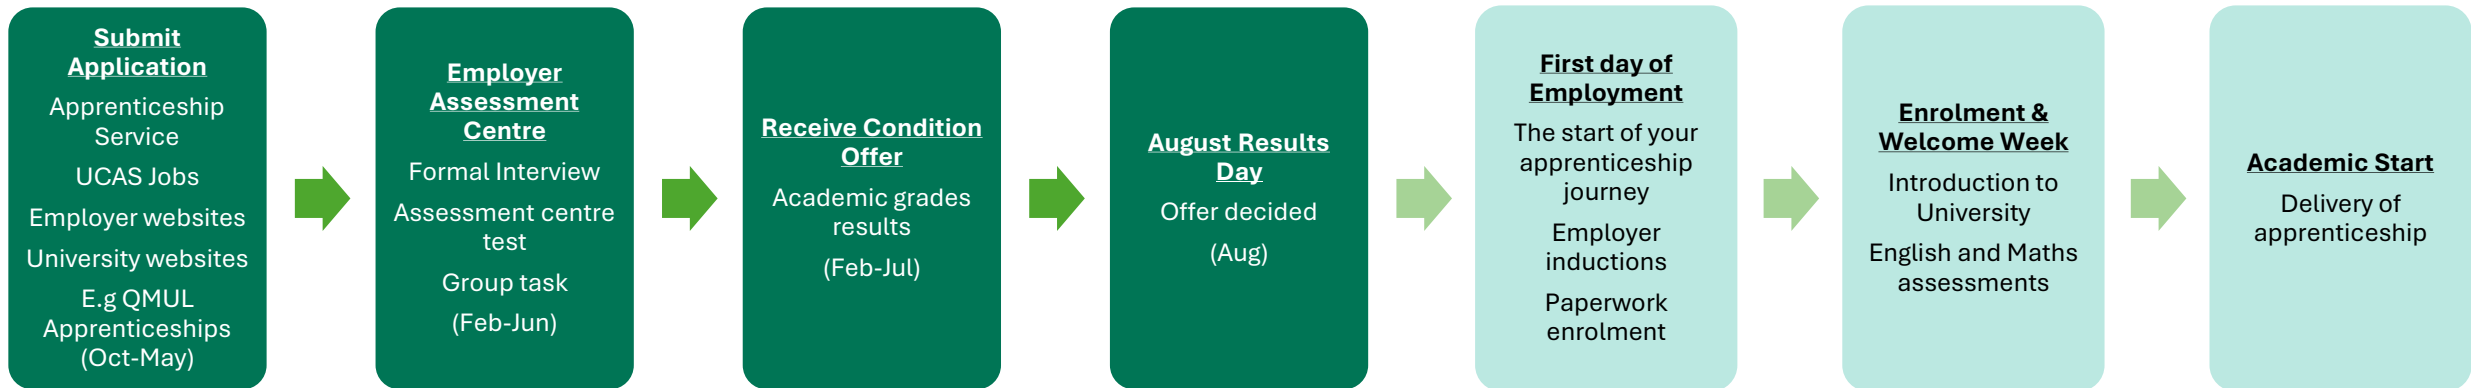 Submit
Application
Apprenticeship
Service
UCAS Jobs
Employer websites
University websites
E.g QMUL
Apprenticeships
(Oct-May)
Employer
Assessment
Centre
Formal Interview
Assessment centre
test
Group task
(Feb-Jun)
Receive Condition
Offer
Academic grades
results
(Feb-Jul)
August Results
Day
Offer decided
(Aug)
First day of
Employment
The start of your
apprenticeship
journey
Employer
inductions
Paperwork
enrolment
Enrolment &
Welcome Week
Introduction to
University
English and Maths
assessments
Academic Start
Delivery of
apprenticeship